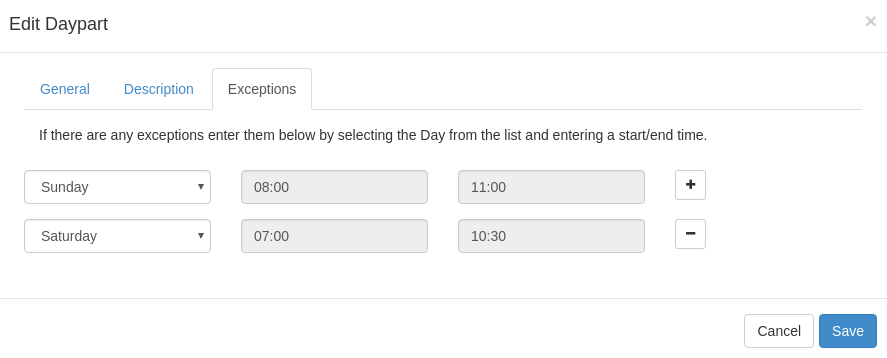 Edit Daypart ×
General Description Exceptions
If there are any exceptions enter them below by selecting the Day from the list and entering a start/end time.
Sunday 08:00 11:00
Saturday 07:00 10:30
Cancel Save